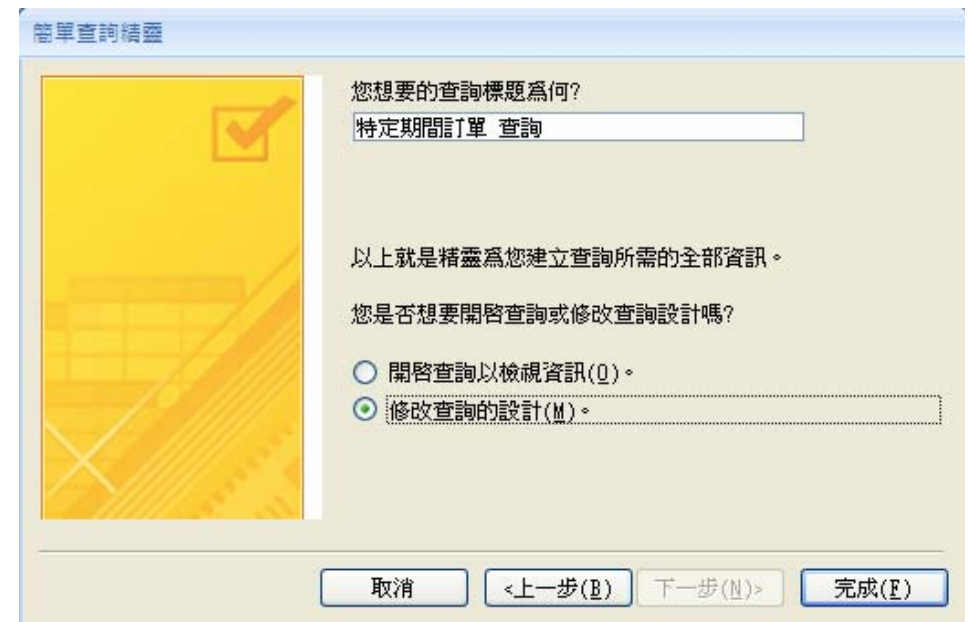 簡單查詢精靈
您想要的查詢標題為何?
特定期間訂單 查詢
以上就是精靈為您建立查詢所需的全部資訊。
您是否想要開啓查詢或修改查詢設計嗎?
開啓查詢以檢視資訊(O)。
修改查詢的設計(M)。
取消 <上一步(B) 下一步(N)> 完成(F)